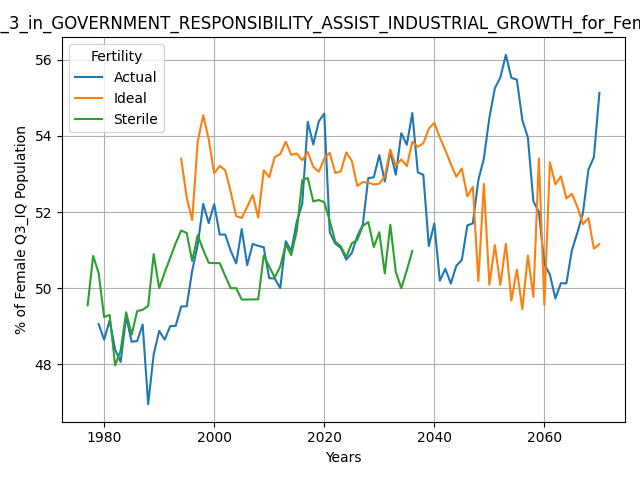 _3_in_GOVERNMENT_RESPONSIBILITY_ASSIST_INDUSTRIAL_GROWTH_for_Fem
Fertility
Actual
Ideal
Sterile
% of Female Q3_IQ Population
56
54
52
50
48
1980
2000
2020
2040
2060
Years